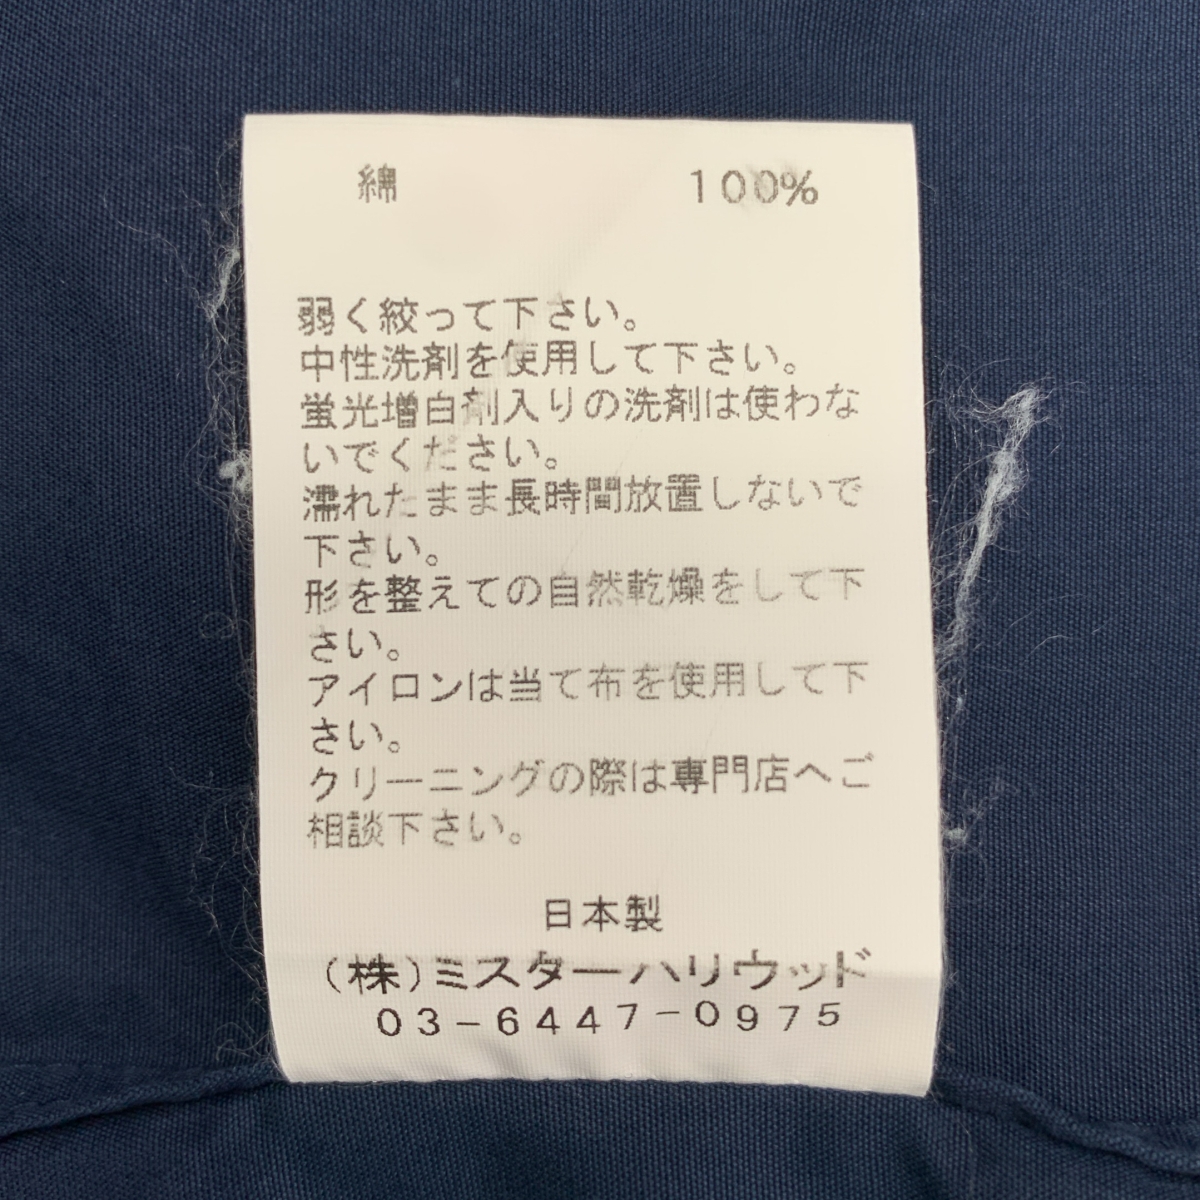 綿 100%
弱く絞って下さい。
中性洗剤を使用して下さい。
蛍光増白剤入りの洗剤は使わな
いでください。
濡れたまま長時間放置しないで
下さい。
形を整えての自然乾燥をして下
さい。
アイロンは当て布を使用して下
さい。
クリーニングの際は専門店へご
相談下さい。
日本製
(株)ミスターハリウッド
03-6447-0975